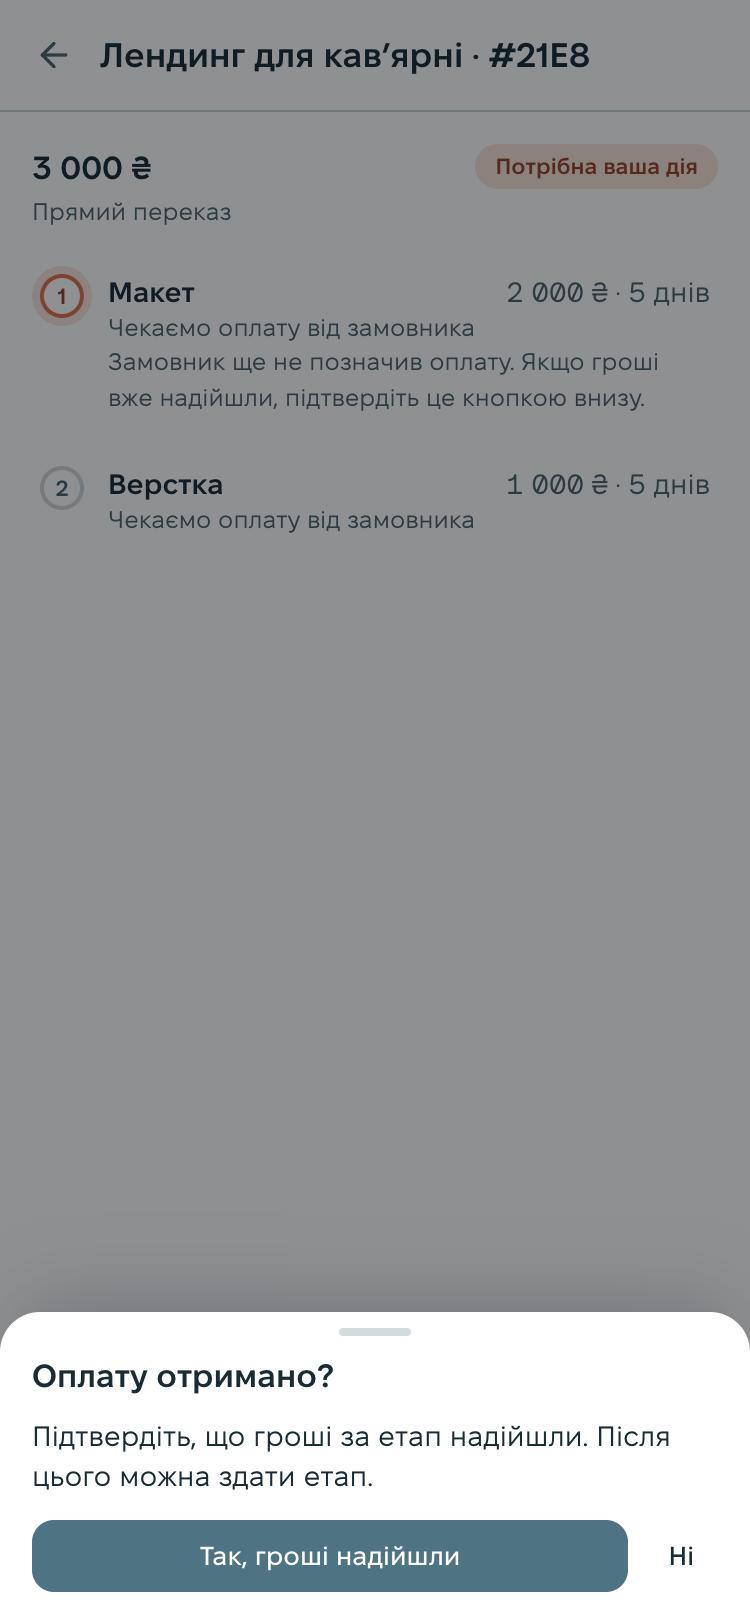 Лендинг для кав’ярні · #21E8
3 000 ₴
Потрібна ваша дія
Прямий переказ
1
Макет
2 000 ₴ · 5 днів
Чекаємо оплату від замовника
Замовник ще не позначив оплату. Якщо гроші
вже надійшли, підтвердіть це кнопкою внизу.
2
Верстка
1 000 ₴ · 5 днів
Чекаємо оплату від замовника
Оплату отримано?
Підтвердіть, що гроші за етап надійшли. Після
цього можна здати етап.
Так, гроші надійшли
Ні